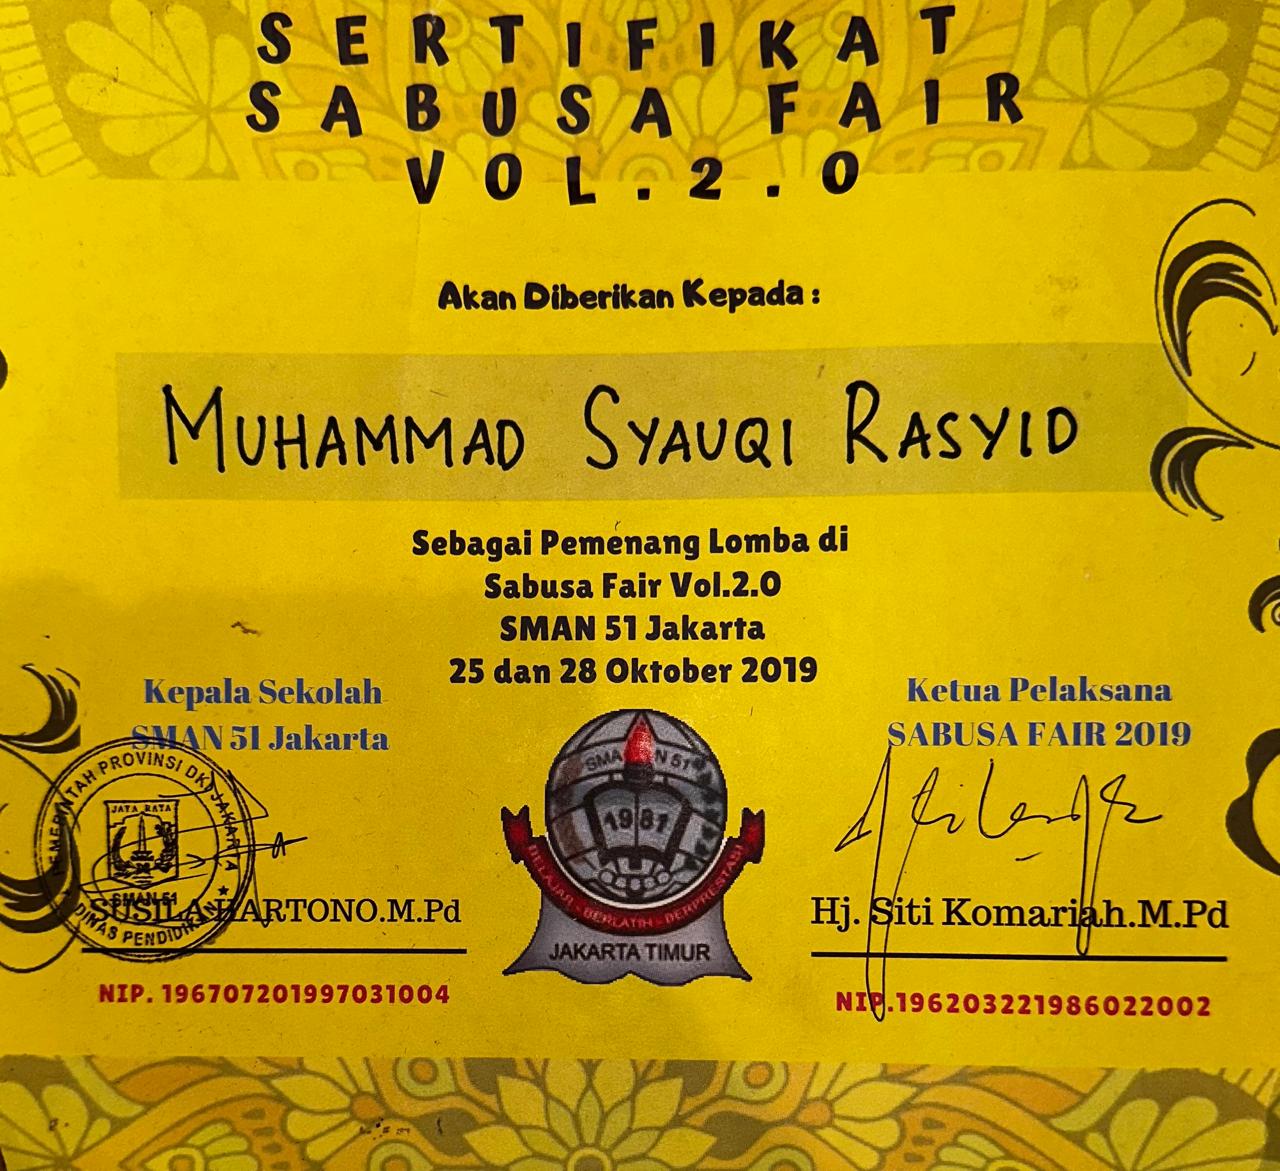 SERTIFIKAT
SABUSA FAIR
VOL.2.0
Akan Diberikan Kepada :
MUHAMMAD SYAUQI RASYID
Sebagai Pemenang Lomba di
Sabusa Fair Vol.2.0
SMAN 51 Jakarta
25 dan 28 Oktober 2019
Kepala Sekolah
SMAN 51 Jakarta
PEMERINTAH PROVINSI DKI JAKARTA
JAYA RAYA
SMAN 51
DINAS PENDIDIKAN
SUSILA HARTONO.M.Pd
NIP. 196707201997031004
1981
BELAJAR - BERLATIH - BERPRESTASI
JAKARTA TIMUR
Ketua Pelaksana
SABUSA FAIR 2019
Hj. Siti Komariah.M.Pd
NIP.196203221986022002